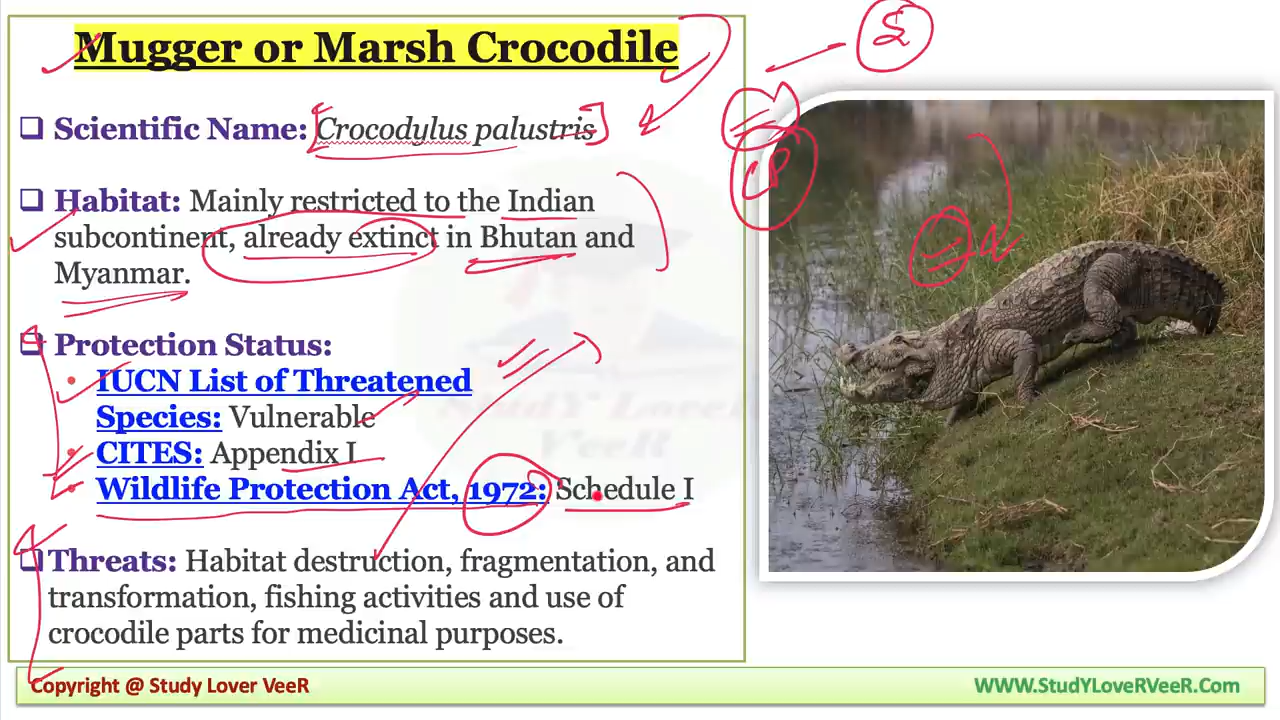 Mugger or Marsh Crocodile
❑ Scientific Name: Crocodylus palustris
❑ Habitat: Mainly restricted to the Indian
subcontinent, already extinct in Bhutan and
Myanmar.
❑ Protection Status:
• IUCN List of Threatened
Species: Vulnerable
• CITES: Appendix I
• Wildlife Protection Act, 1972: Schedule I
❑ Threats: Habitat destruction, fragmentation, and
transformation, fishing activities and use of
crocodile parts for medicinal purposes.
StudY LoveR
VeeR
Copyright @ Study Lover VeeR
WWW.StudYLoveRVeeR.Com